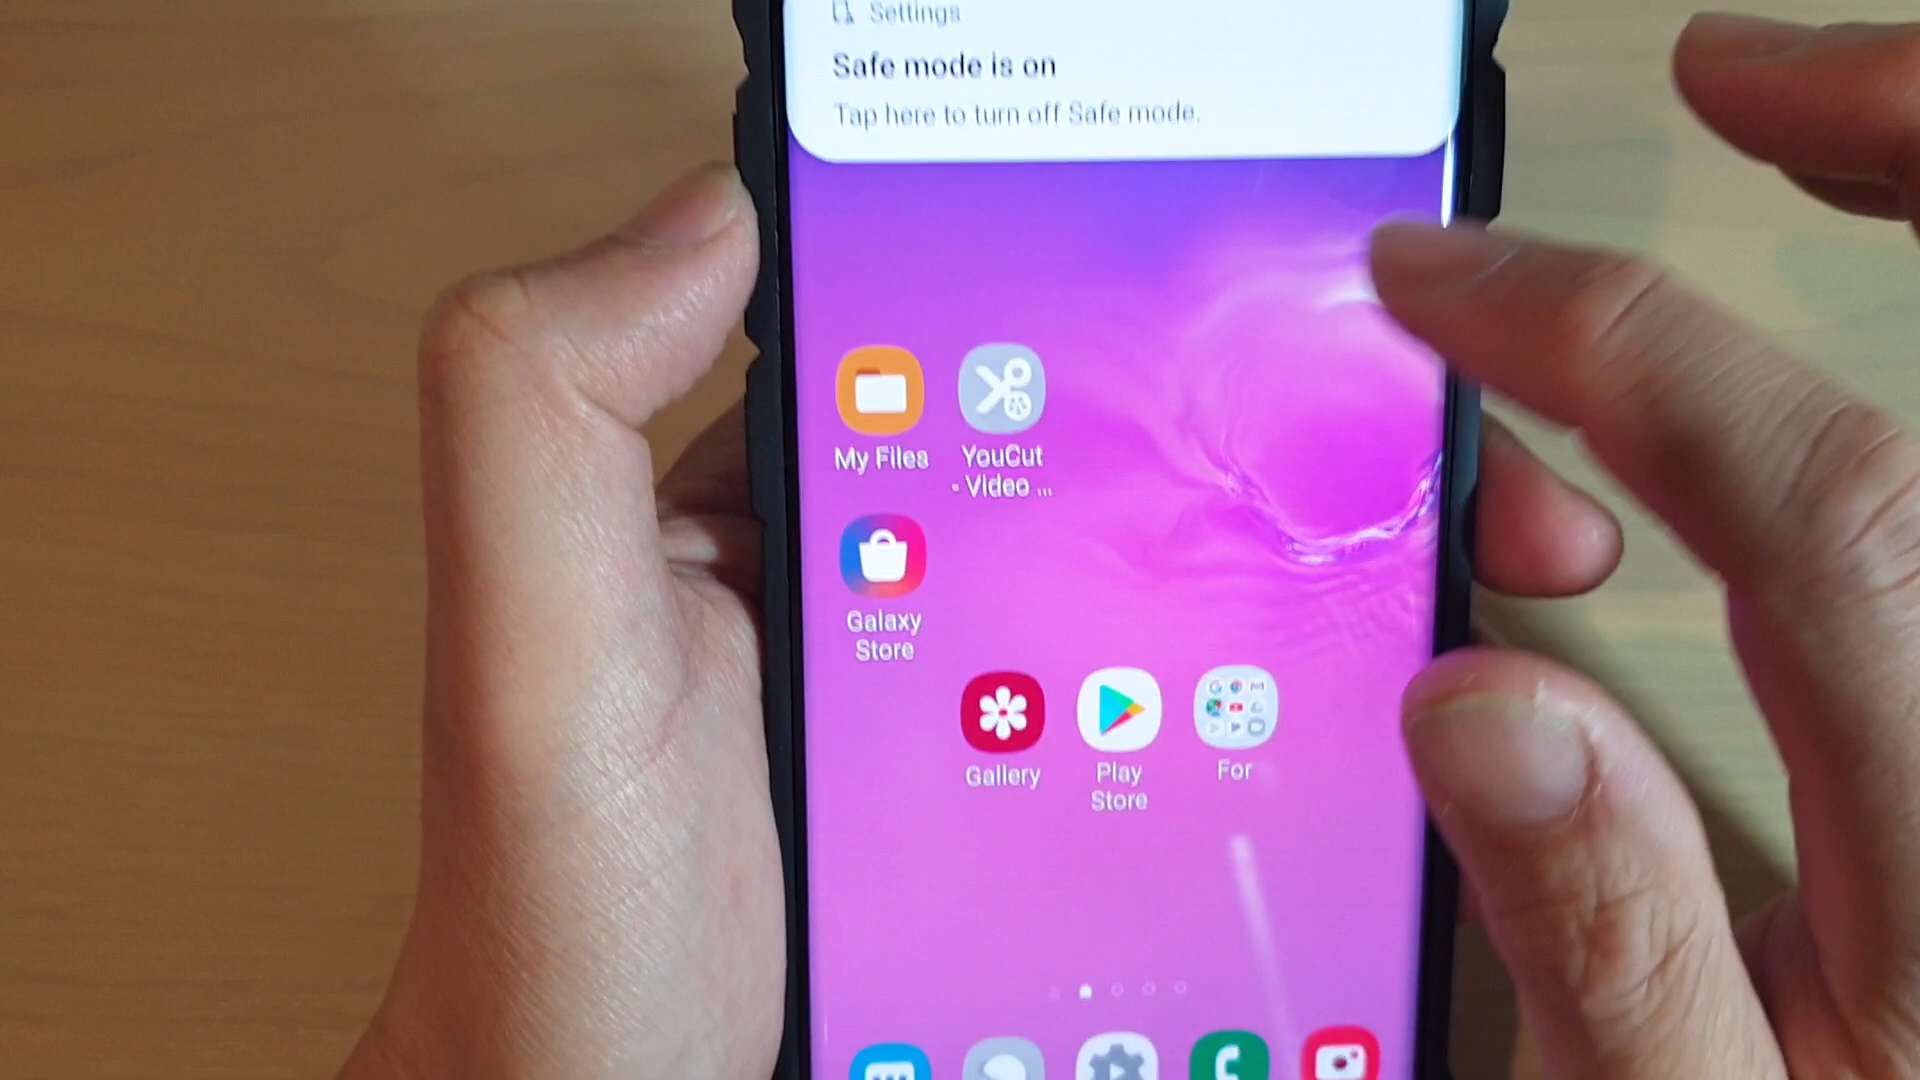 Settings
Safe mode is on
Tap here to turn off Safe mode.
My Files
YouCut
- Video ...
Galaxy
Store
Gallery
Play
Store
For